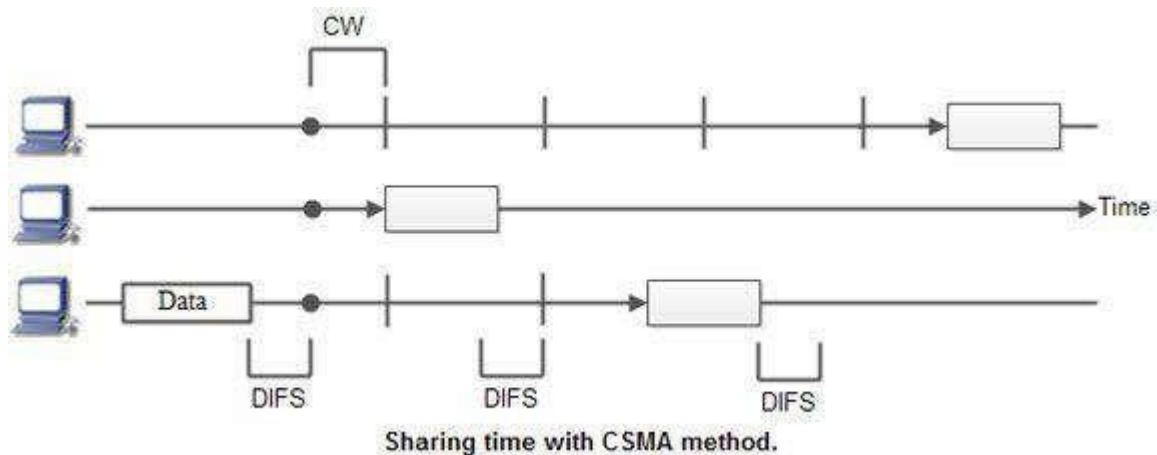 CW
Time
Data
DIFS DIFS DIFS
Sharing time with CSMA method.